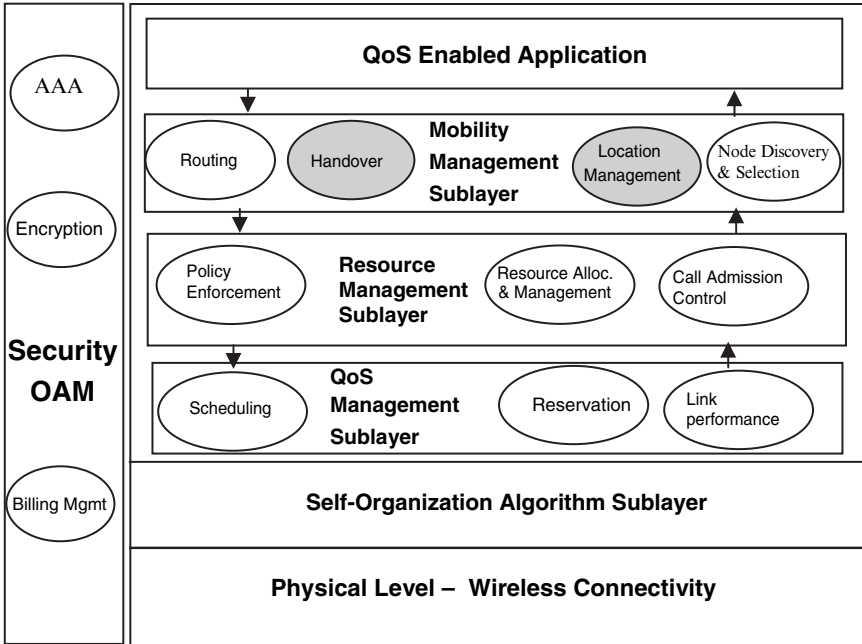 AAA
Encryption
Security
OAM
Billing Mgmt
QoS Enabled Application
Routing
Handover
Mobility
Management
Sublayer
Location
Management
Node Discovery
& Selection
Policy
Enforcement
Resource
Management
Sublayer
Resource Alloc.
& Management
Call Admission
Control
Scheduling
QoS
Management
Sublayer
Reservation
Link
performance
Self-Organization Algorithm Sublayer
Physical Level – Wireless Connectivity